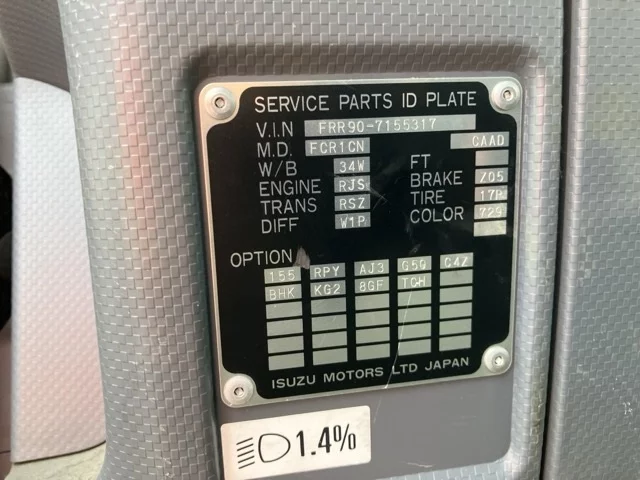 SERVICE PARTS ID PLATE
V.I.N FRR90-7155317
M.D. FCR1CN CAAD
W/B 34W FT
ENGINE RJS BRAKE Z05
TRANS RSZ TIRE 17R
DIFF W1P COLOR 729
OPTION
155 RPY AJ3 G5Q C4Z
BHK KG2 8GF TCH
ISUZU MOTORS LTD JAPAN
1.4%